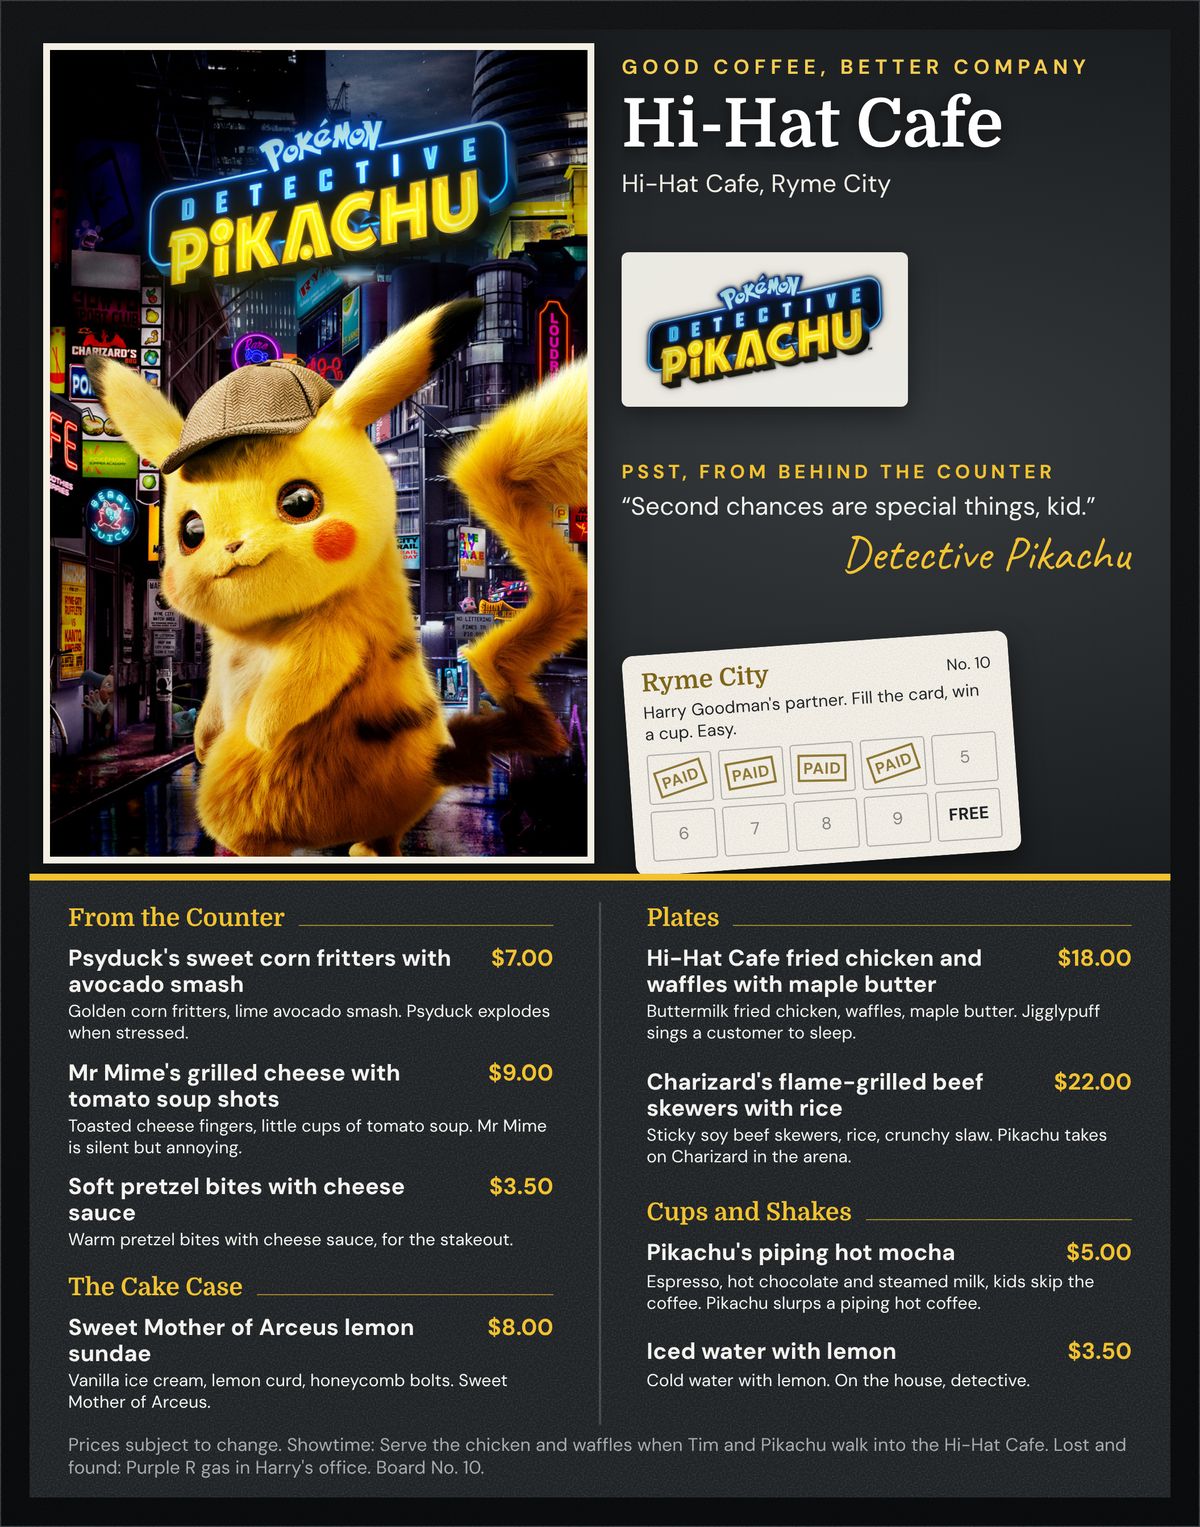 Pokémon
DETECTIVE
PiKACHU
CHARIZARD'S
Rare
BERRY
JUICE
NO LITTERING
GOOD COFFEE, BETTER COMPANY
Hi-Hat Cafe
Hi-Hat Cafe, Ryme City
Pokémon
DETECTIVE
PiKACHU
PSST, FROM BEHIND THE COUNTER
“Second chances are special things, kid.”
Detective Pikachu
Ryme City No. 10
Harry Goodman's partner. Fill the card, win
a cup. Easy.
PAID PAID PAID PAID 5
6 7 8 9 FREE
From the Counter
Psyduck's sweet corn fritters with $7.00
avocado smash
Golden corn fritters, lime avocado smash. Psyduck explodes
when stressed.
Mr Mime's grilled cheese with $9.00
tomato soup shots
Toasted cheese fingers, little cups of tomato soup. Mr Mime
is silent but annoying.
Soft pretzel bites with cheese $3.50
sauce
Warm pretzel bites with cheese sauce, for the stakeout.
The Cake Case
Sweet Mother of Arceus lemon $8.00
sundae
Vanilla ice cream, lemon curd, honeycomb bolts. Sweet
Mother of Arceus.
Plates
Hi-Hat Cafe fried chicken and $18.00
waffles with maple butter
Buttermilk fried chicken, waffles, maple butter. Jigglypuff
sings a customer to sleep.
Charizard's flame-grilled beef $22.00
skewers with rice
Sticky soy beef skewers, rice, crunchy slaw. Pikachu takes
on Charizard in the arena.
Cups and Shakes
Pikachu's piping hot mocha $5.00
Espresso, hot chocolate and steamed milk, kids skip the
coffee. Pikachu slurps a piping hot coffee.
Iced water with lemon $3.50
Cold water with lemon. On the house, detective.
Prices subject to change. Showtime: Serve the chicken and waffles when Tim and Pikachu walk into the Hi-Hat Cafe. Lost and
found: Purple R gas in Harry's office. Board No. 10.